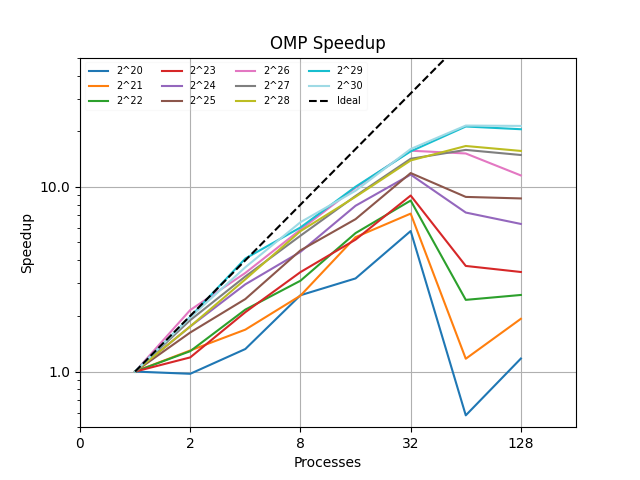 OMP Speedup
2^20 2^23 2^26 2^29
2^21 2^24 2^27 2^30
2^22 2^25 2^28 Ideal
10.0
Speedup
1.0
0 2 8 32 128
Processes